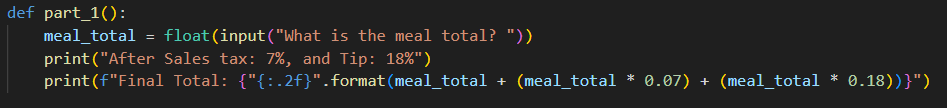 def part_1():
    meal_total = float(input("What is the meal total? "))
    print("After Sales tax: 7%, and Tip: 18%")
    print(f"Final Total: {"{:.2f}".format(meal_total + (meal_total * 0.07) + (meal_total * 0.18))}")